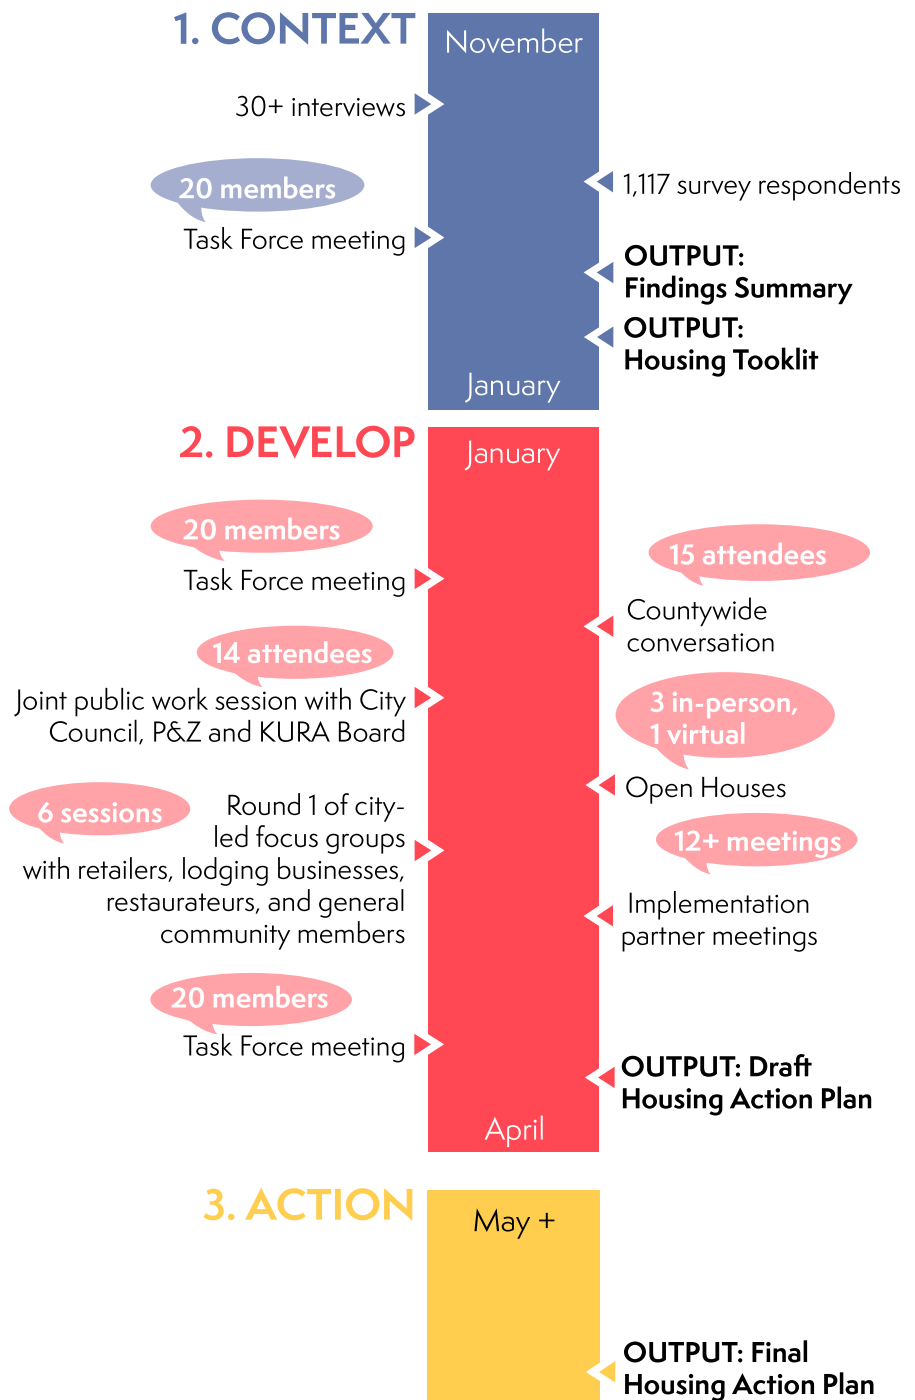 1. CONTEXT
November
30+ interviews
20 members
1,117 survey respondents
Task Force meeting
OUTPUT:
Findings Summary
OUTPUT:
Housing Tooklit
January
2. DEVELOP
January
20 members
Task Force meeting
15 attendees
Countywide
conversation
14 attendees
Joint public work session with City
Council, P&Z and KURA Board
3 in-person,
1 virtual
Open Houses
6 sessions
Round 1 of city-
led focus groups
with retailers, lodging businesses,
restaurateurs, and general
community members
12+ meetings
Implementation
partner meetings
20 members
Task Force meeting
OUTPUT: Draft
Housing Action Plan
April
3. ACTION
May +
OUTPUT: Final
Housing Action Plan